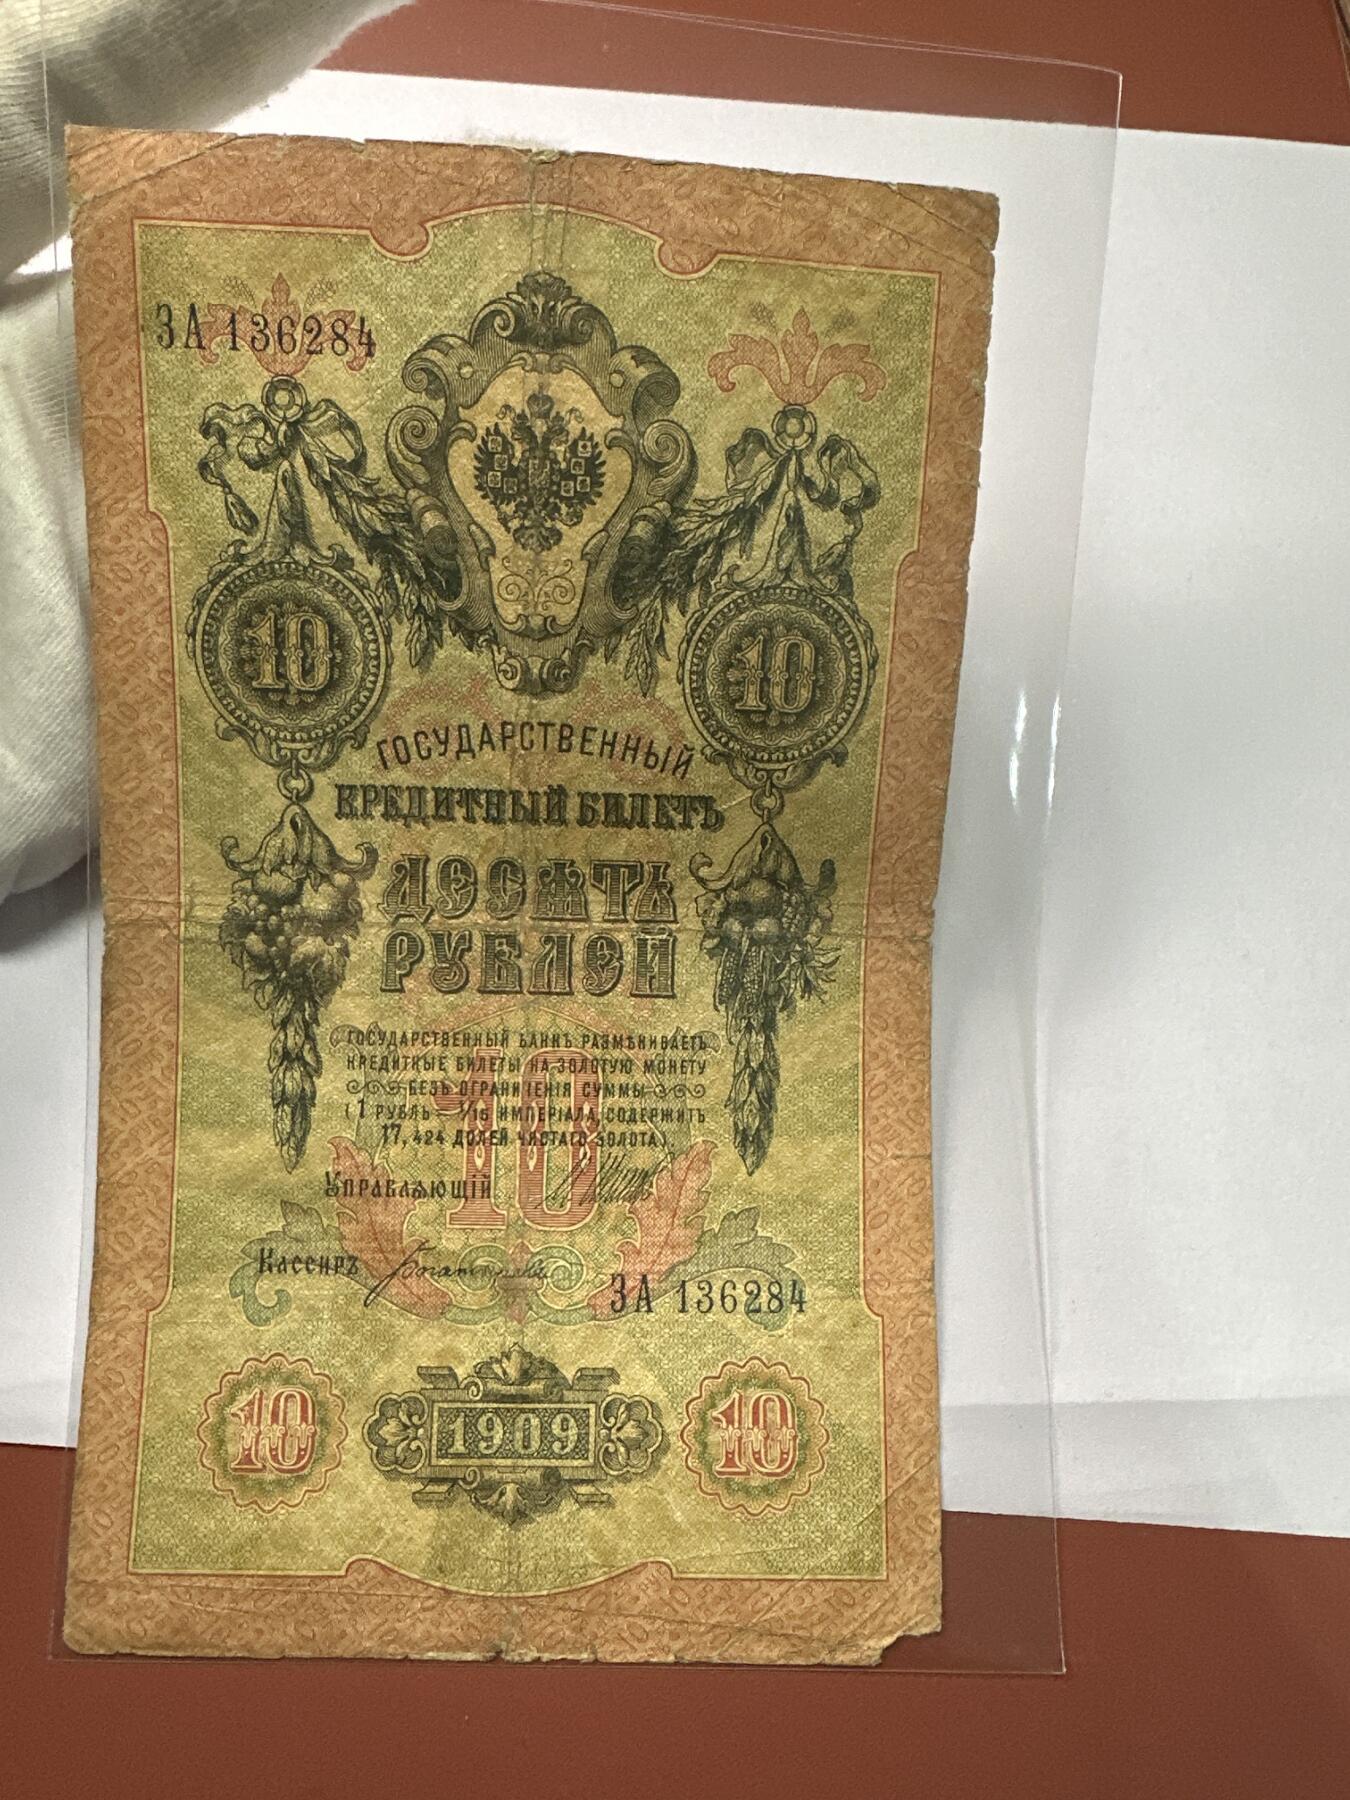 ЗА 136284
10 10
ГОСУДАРСТВЕННЫЙ
КРЕДИТНЫЙ БИЛЕТЪ
ДЕСЯТЬ
РУБЛЕЙ
ГОСУДАРСТВЕННЫЙ БАНКЪ РАЗМѢНИВАЕТЪ
КРЕДИТНЫЕ БИЛЕТЫ НА ЗОЛОТУЮ МОНЕТУ
БЕЗЪ ОГРАНИЧЕНІЯ СУММЫ
(1 РУБЛЬ = 1/15 ИМПЕРІАЛА, СОДЕРЖИТЪ
17,424 ДОЛЕЙ ЧИСТАГО ЗОЛОТА).
10
УПРАВЛЯЮЩІЙ
КАССИРЪ
ЗА 136284
10 1909 10